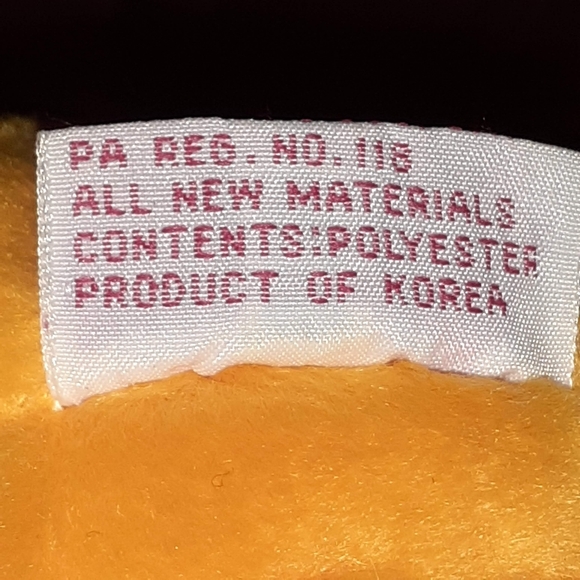 PA REG. NO. 118
ALL NEW MATERIALS
CONTENTS:POLYESTER
PRODUCT OF KOREA